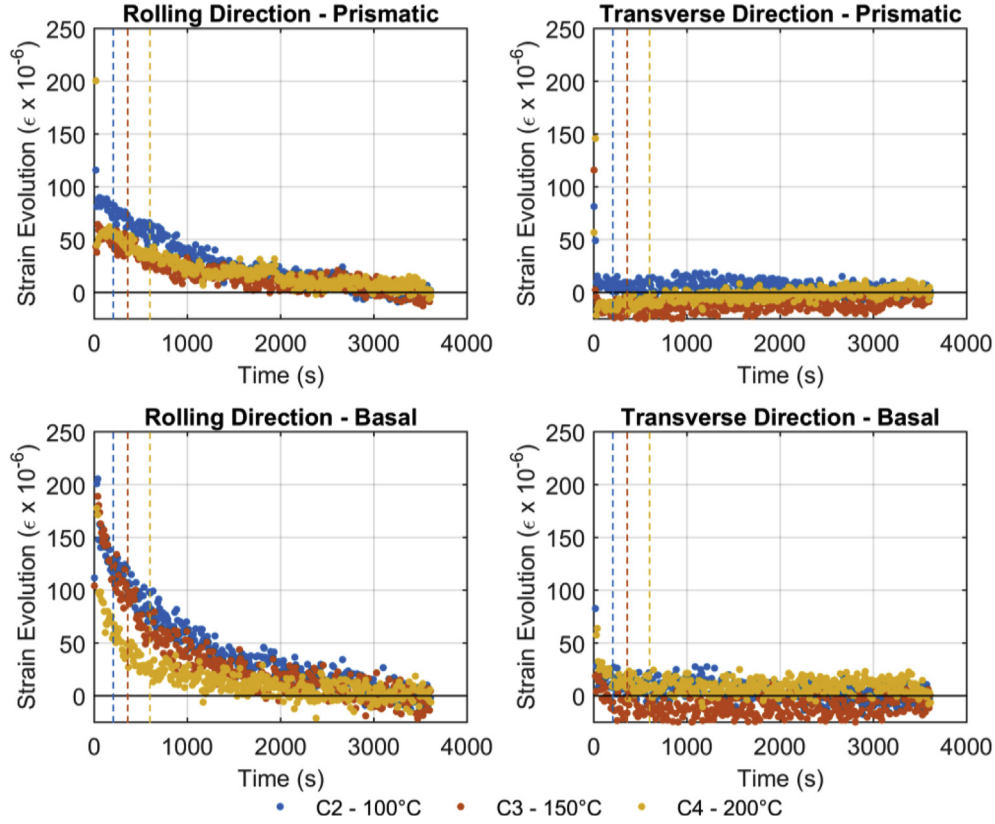 Rolling Direction - Prismatic
Strain Evolution (ϵ x 10⁻⁶)
250
200
150
100
50
0
0 1000 2000 3000 4000
Time (s)
Transverse Direction - Prismatic
Strain Evolution (ϵ x 10⁻⁶)
250
200
150
100
50
0
0 1000 2000 3000 4000
Time (s)
Rolling Direction - Basal
Strain Evolution (ϵ x 10⁻⁶)
250
200
150
100
50
0
0 1000 2000 3000 4000
Time (s)
Transverse Direction - Basal
Strain Evolution (ϵ x 10⁻⁶)
250
200
150
100
50
0
0 1000 2000 3000 4000
Time (s)
C2 - 100°C C3 - 150°C C4 - 200°C